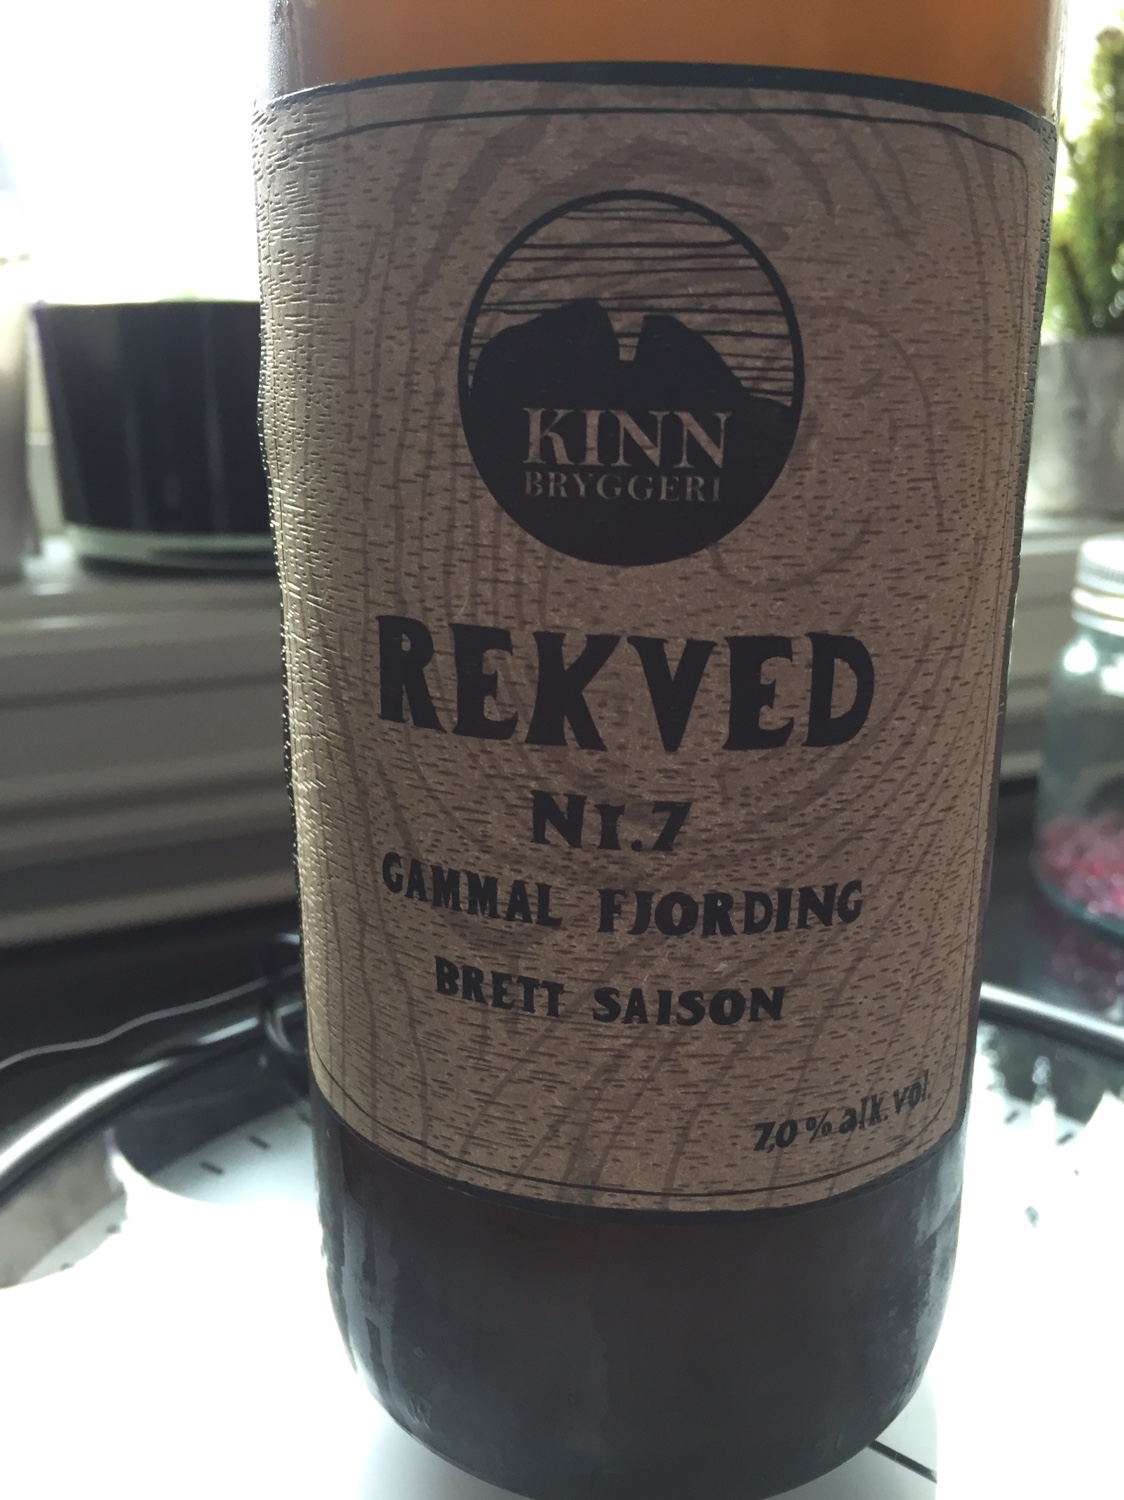 KINN
BRYGGERI
REKVED
Nr.7
GAMMAL FJORDING
BRETT SAISON
7,0 % alk. vol.